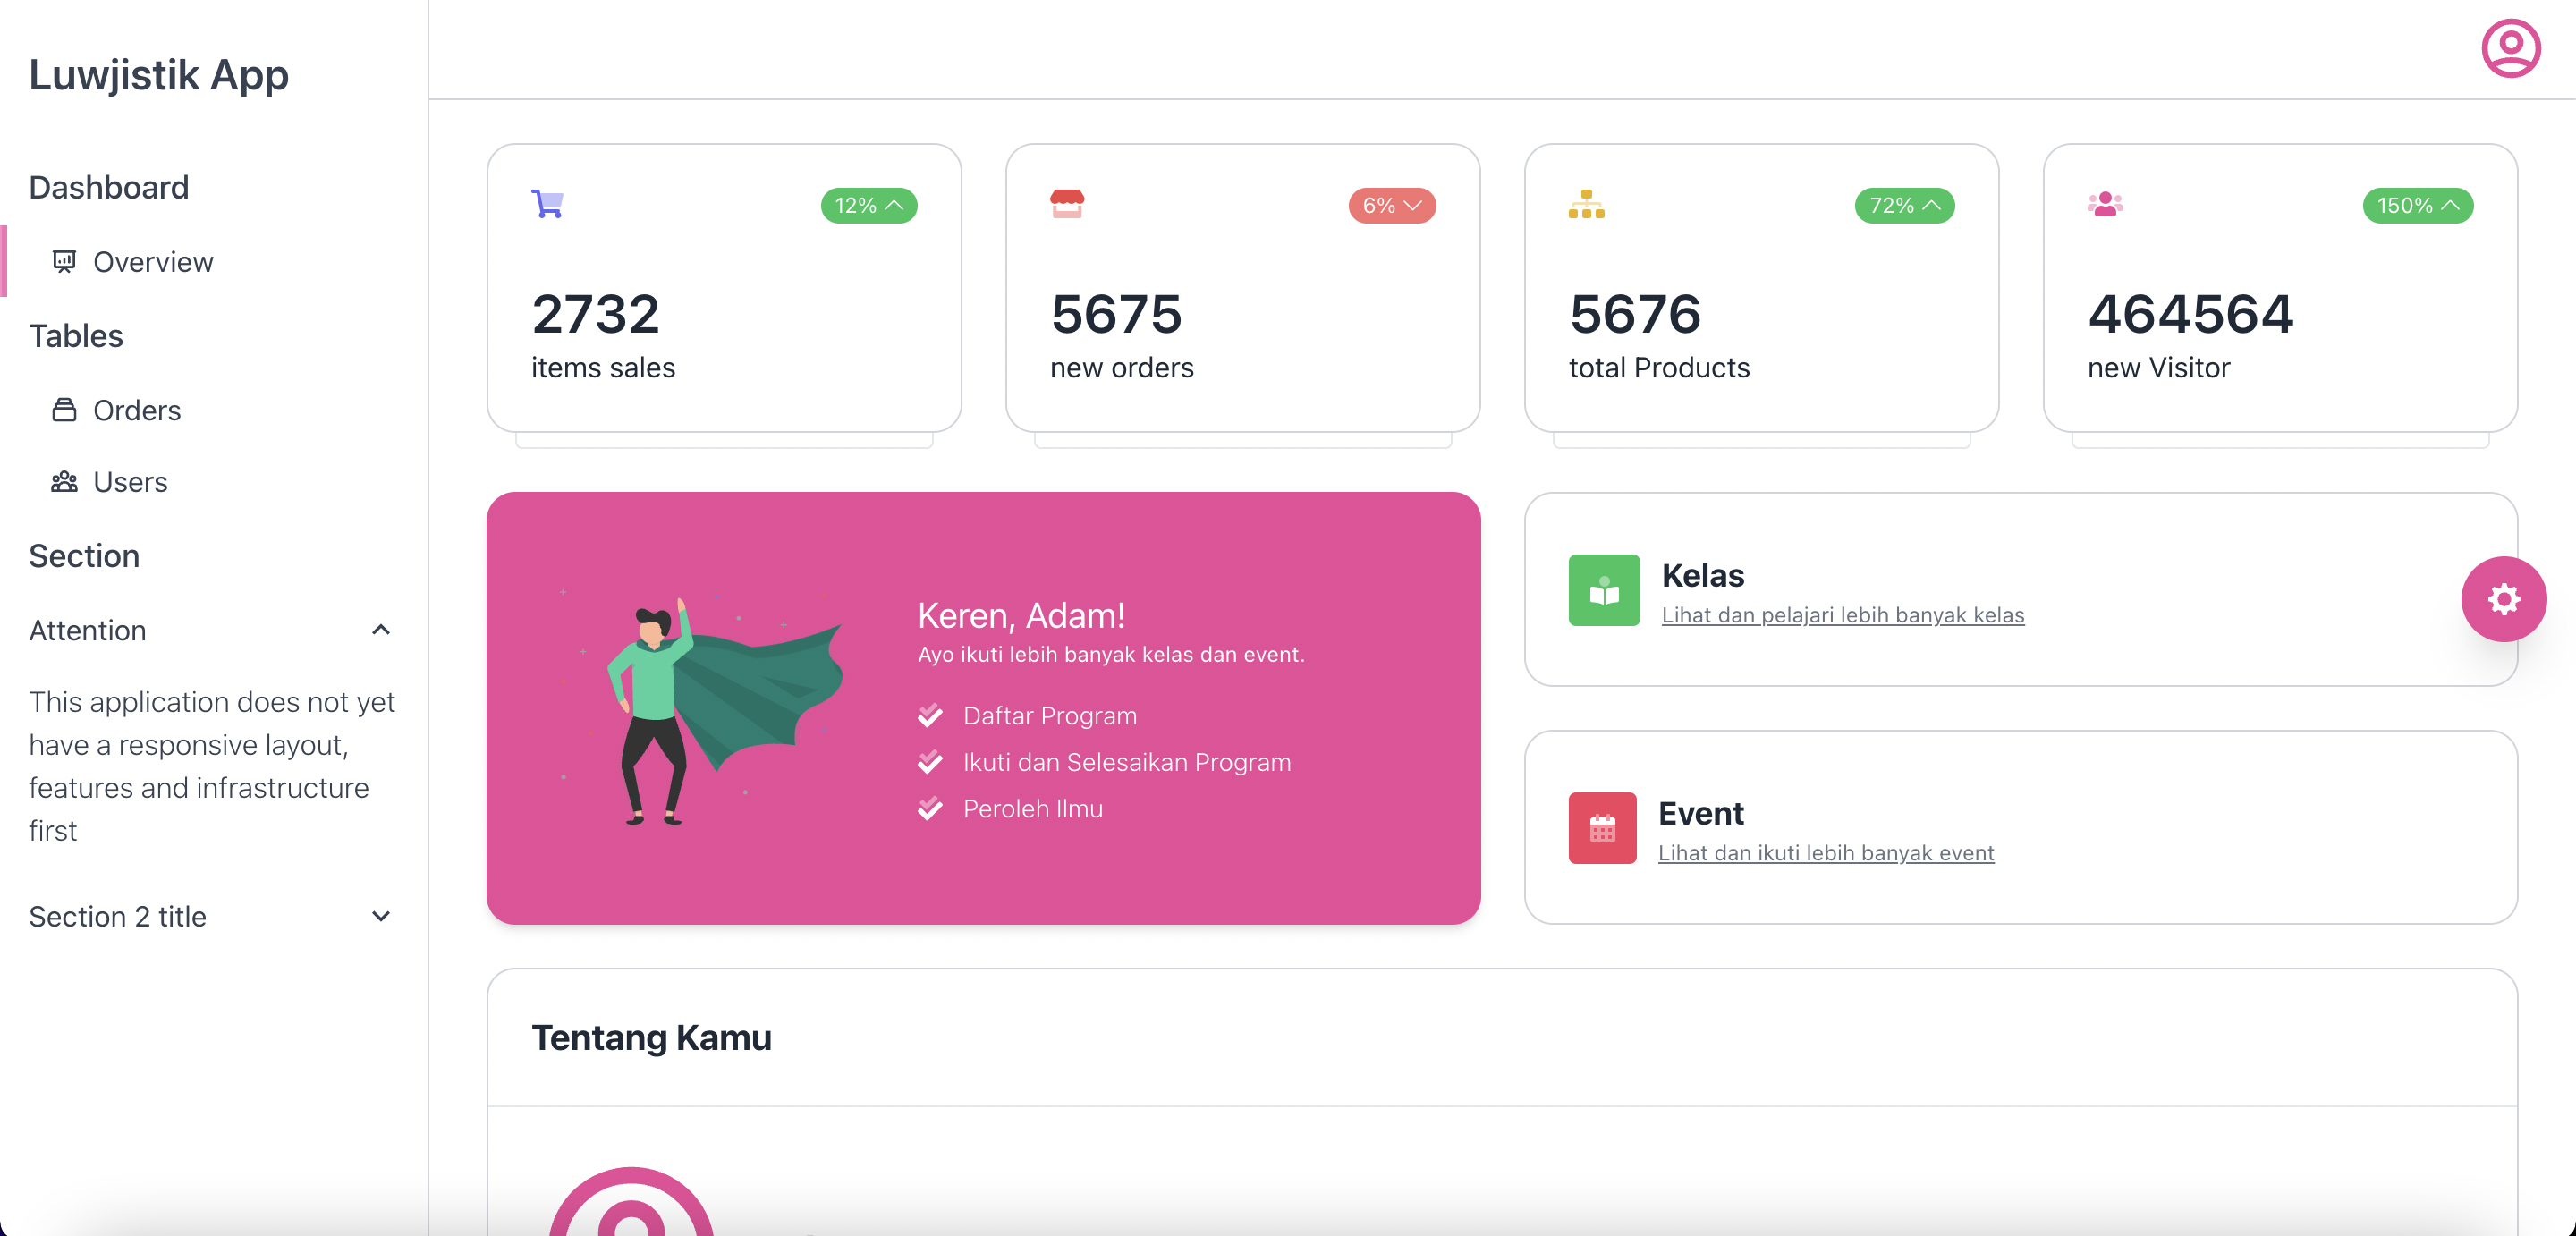 Luwjistik App
Dashboard
Overview
Tables
Orders
Users
Section
Attention
This application does not yet
have a responsive layout,
features and infrastructure
first
Section 2 title
12%
2732
items sales
6%
5675
new orders
72%
5676
total Products
150%
464564
new Visitor
Keren, Adam!
Ayo ikuti lebih banyak kelas dan event.
Daftar Program
Ikuti dan Selesaikan Program
Peroleh Ilmu
Kelas
Lihat dan pelajari lebih banyak kelas
Event
Lihat dan ikuti lebih banyak event
Tentang Kamu